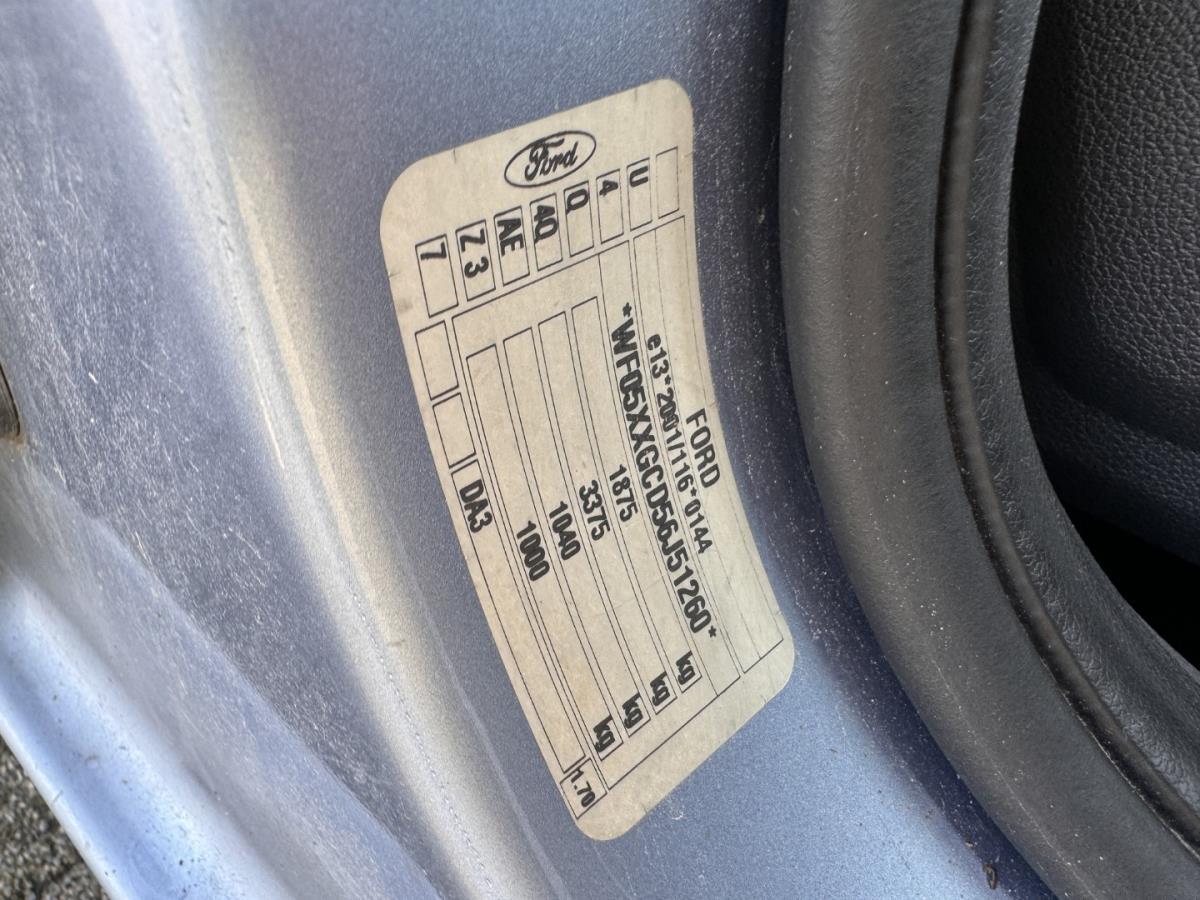 Ford
FORD
e13*2001/116*0144
*WF05XXGCD56J51260*
1875 kg
3375 kg
1040 kg
1000 kg
U
4
Q
4Q
AE
Z 3
7
DA3
1.70